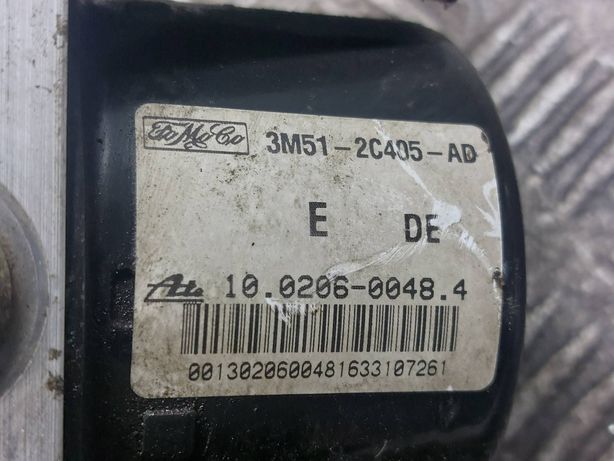 FoMoCo 3M51-2C405-AD
E DE
Ate 10.0206-0048.4
0013020600481633107261